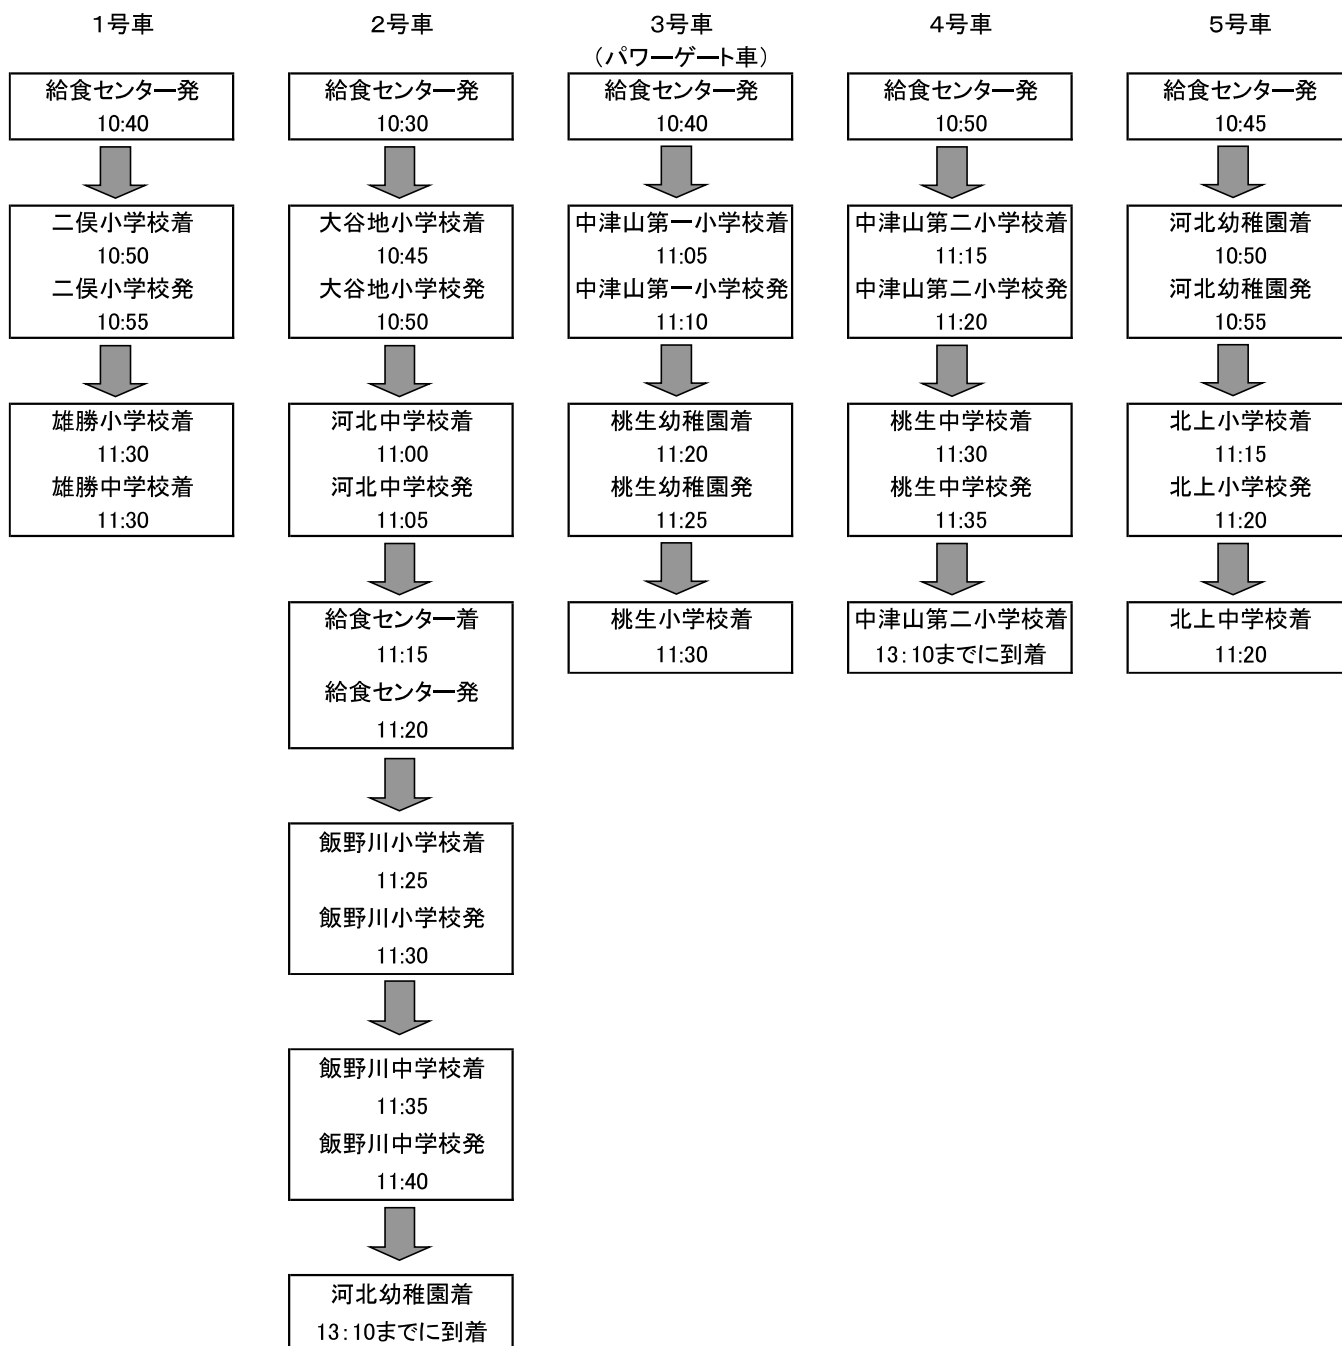 1号車
給食センター発
10:40
二俣小学校着
10:50
二俣小学校発
10:55
雄勝小学校着
11:30
雄勝中学校着
11:30
2号車
給食センター発
10:30
大谷地小学校着
10:45
大谷地小学校発
10:50
河北中学校着
11:00
河北中学校発
11:05
給食センター着
11:15
給食センター発
11:20
飯野川小学校着
11:25
飯野川小学校発
11:30
飯野川中学校着
11:35
飯野川中学校発
11:40
河北幼稚園着
13:10までに到着
3号車
（パワーゲート車）
給食センター発
10:40
中津山第一小学校着
11:05
中津山第一小学校発
11:10
桃生幼稚園着
11:20
桃生幼稚園発
11:25
桃生小学校着
11:30
4号車
給食センター発
10:50
中津山第二小学校着
11:15
中津山第二小学校発
11:20
桃生中学校着
11:30
桃生中学校発
11:35
中津山第二小学校着
13:10までに到着
5号車
給食センター発
10:45
河北幼稚園着
10:50
河北幼稚園発
10:55
北上小学校着
11:15
北上小学校発
11:20
北上中学校着
11:20